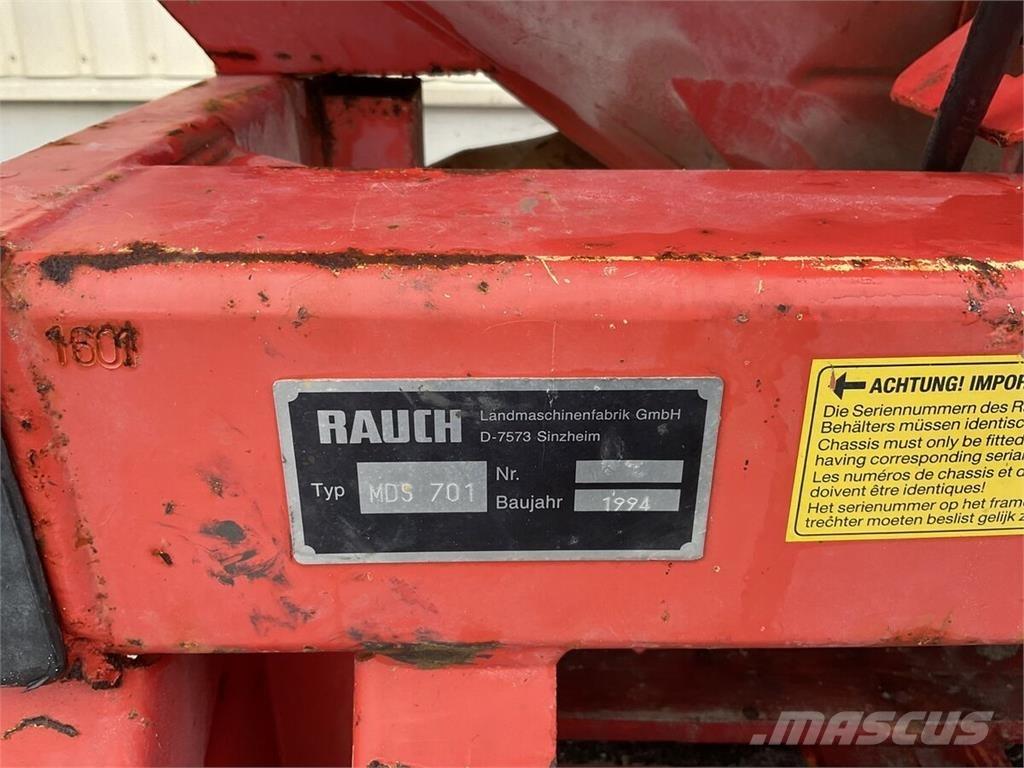 1601
RAUCH
Landmaschinenfabrik GmbH
D-7573 Sinzheim
Typ MDS 701
Nr.
Baujahr 1994
ACHTUNG! IMPOR
Die Seriennummern des R
Behälters müssen identisc
Chassis must only be fitted
having corresponding serial
Les numéros de chassis et d
doivent être identiques!
Het serienummer op het frame
trechter moeten beslist gelijk z
MASCUS